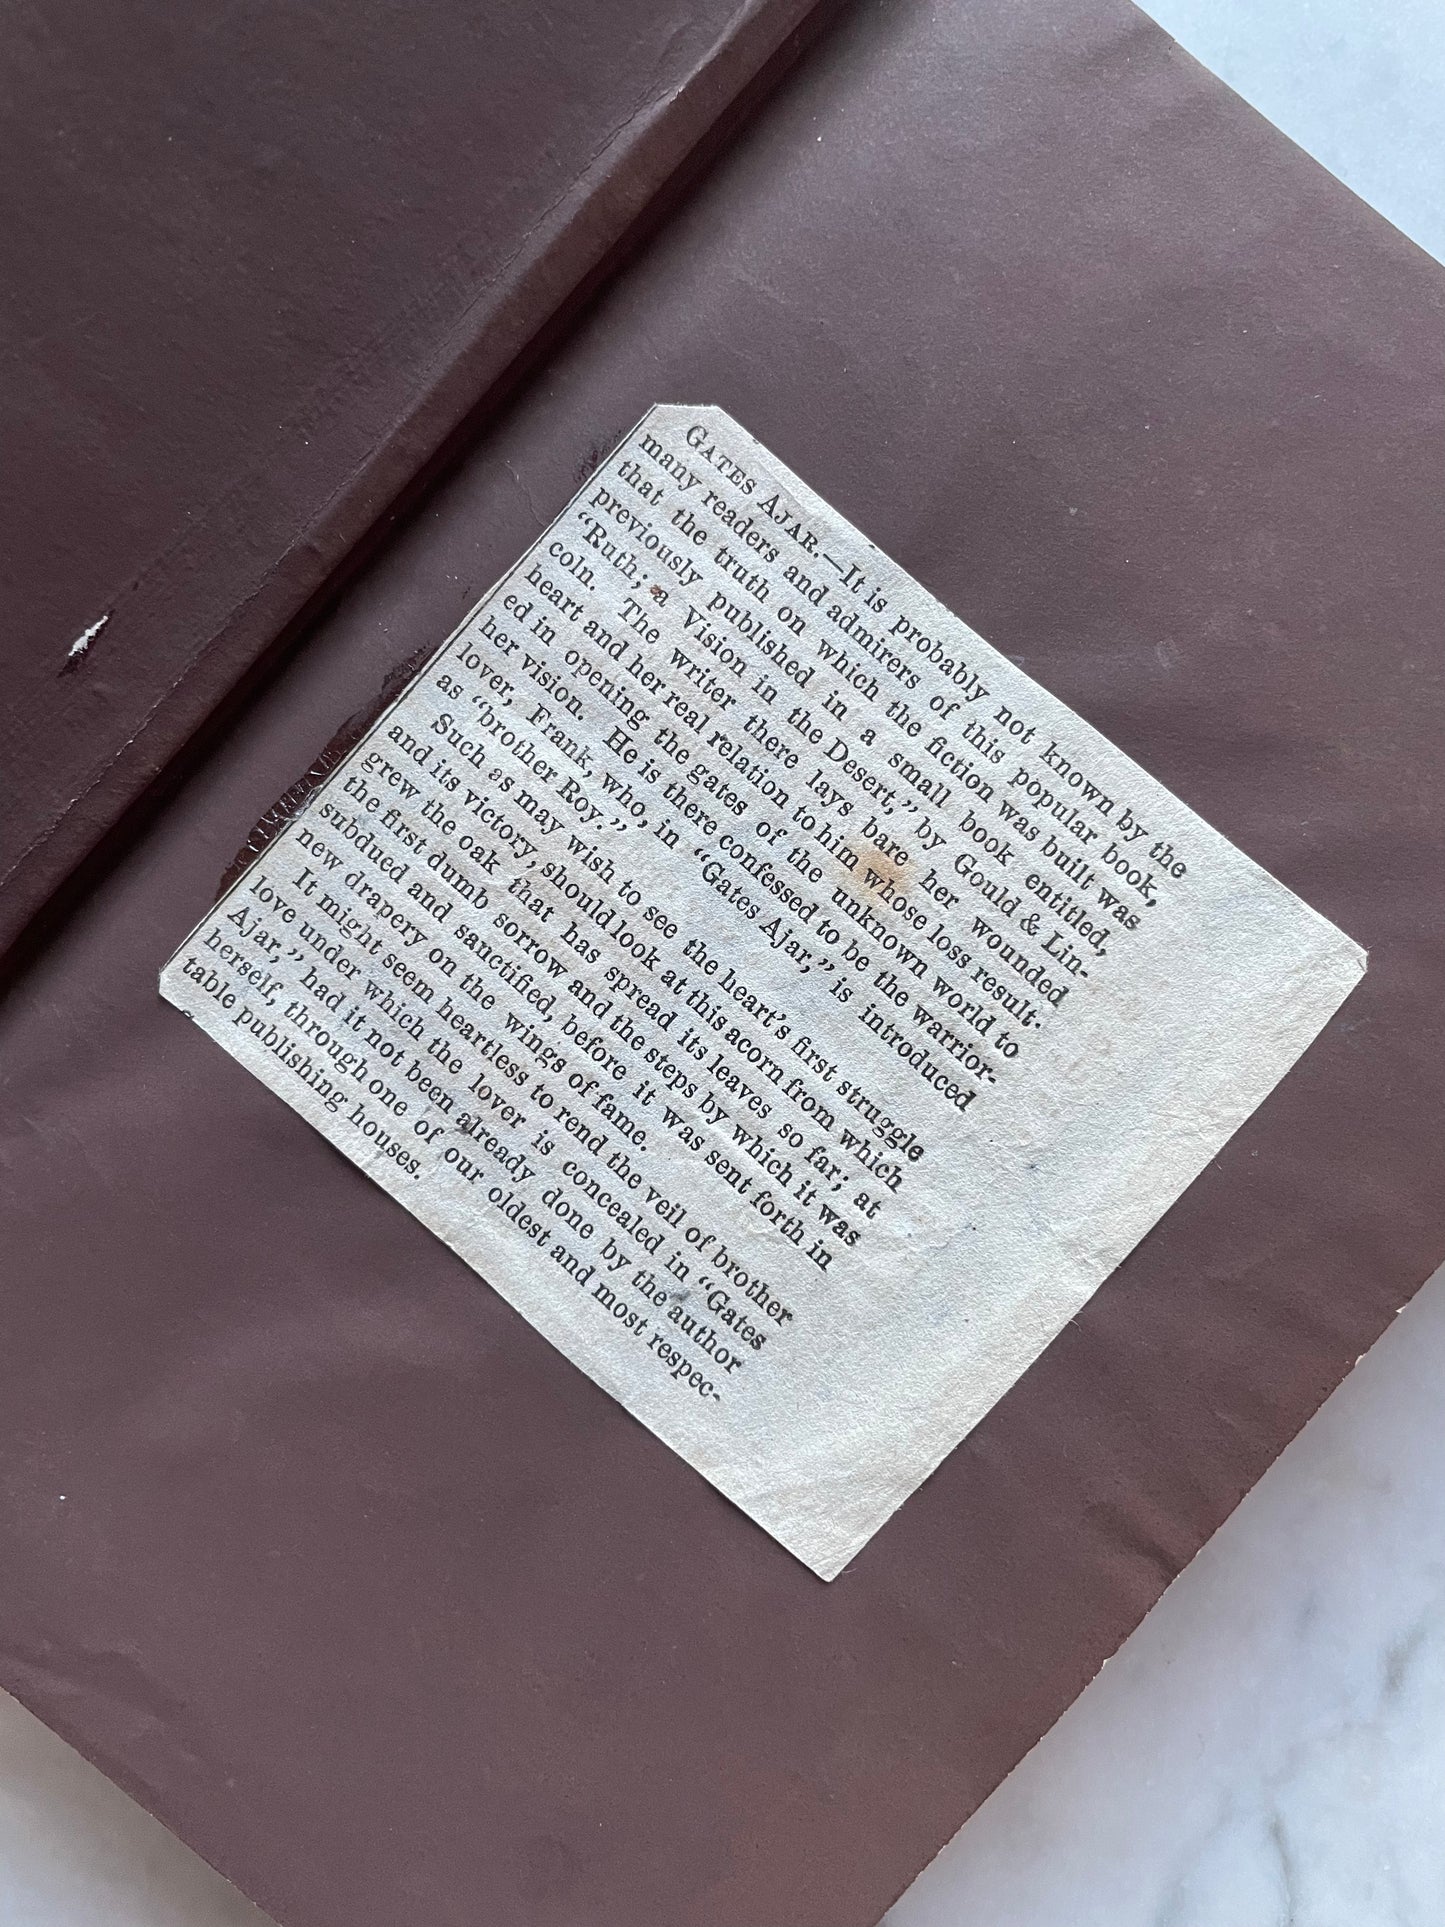 GATES AJAR.—It is probably not known by the
many readers and admirers of this popular book,
that the truth on which the fiction was built was
previously published in a small book entitled,
“Ruth; a Vision in the Desert,” by Gould & Lin-
coln. The writer there lays bare her wounded
heart and her real relation to him whose loss result-
ed in opening the gates of the unknown world to
her vision. He is there confessed to be the warrior-
lover, Frank, who, in “Gates Ajar,” is introduced
as “brother Roy.”
Such as may wish to see the heart's first struggle
and its victory, should look at this acorn from which
grew the oak that has spread its leaves so far; at
the first dumb sorrow and the steps by which it was
subdued and sanctified, before it was sent forth in
new drapery on the wings of fame.
It might seem heartless to rend the veil of brother
love under which the lover is concealed in “Gates
Ajar,” had it not been already done by the author
herself, through one of our oldest and most respec-
table publishing houses.